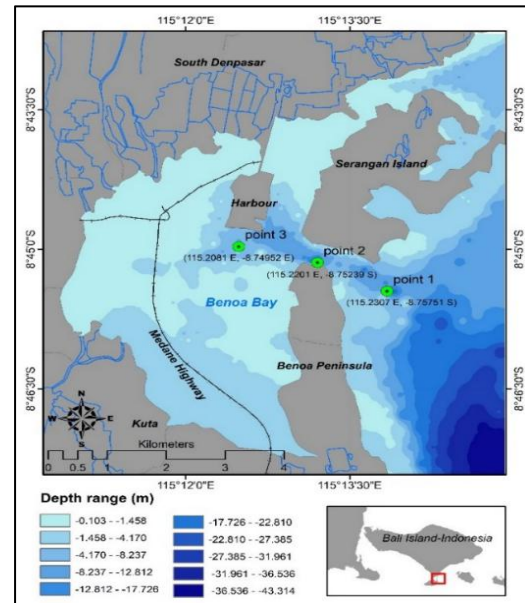 115°12'0"E 115°13'30"E
South Denpasar
8°43'30"S 8°43'30"S
Serangan Island
Harbour
point 3
8°45'0"S 8°45'0"S
point 2
(115.2081 E, -8.74952 E)
point 1
(115.2201 E, -8.75239 S)
(115.2307 E, -8.75751 S)
Benoa Bay
Medane Highway
Benoa Peninsula
8°46'30"S 8°46'30"S
N
W E
S
Kuta
Kilometers
0 0.5 1 2 3 4
115°12'0"E 115°13'30"E
Depth range (m)
-0.103 - -1.458 -17.726 - -22.810
-1.458 - -4.170 -22.810 - -27.385
-4.170 - -8.237 -27.385 - -31.961
-8.237 - -12.812 -31.961 - -36.536
-12.812 - -17.726 -36.536 - -43.314
Bali Island-Indonesia